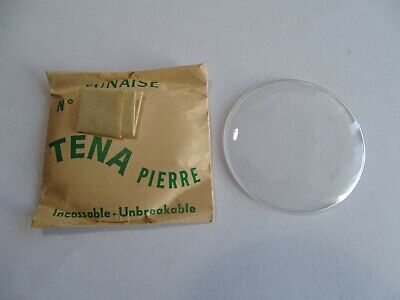 N°
TENA
PIERRE
Incassable - Unbreakable